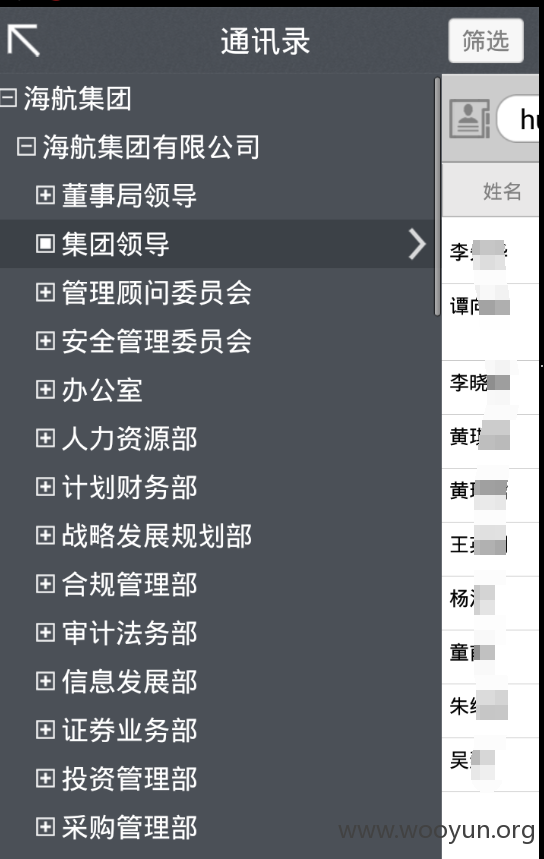 通讯录
筛选
海航集团
海航集团有限公司
董事局领导
集团领导
管理顾问委员会
安全管理委员会
办公室
人力资源部
计划财务部
战略发展规划部
合规管理部
审计法务部
信息发展部
证券业务部
投资管理部
采购管理部
hu
姓名
李
谭向
李晓
黄
黄
王
杨
童
朱
吴
www.wooyun.org